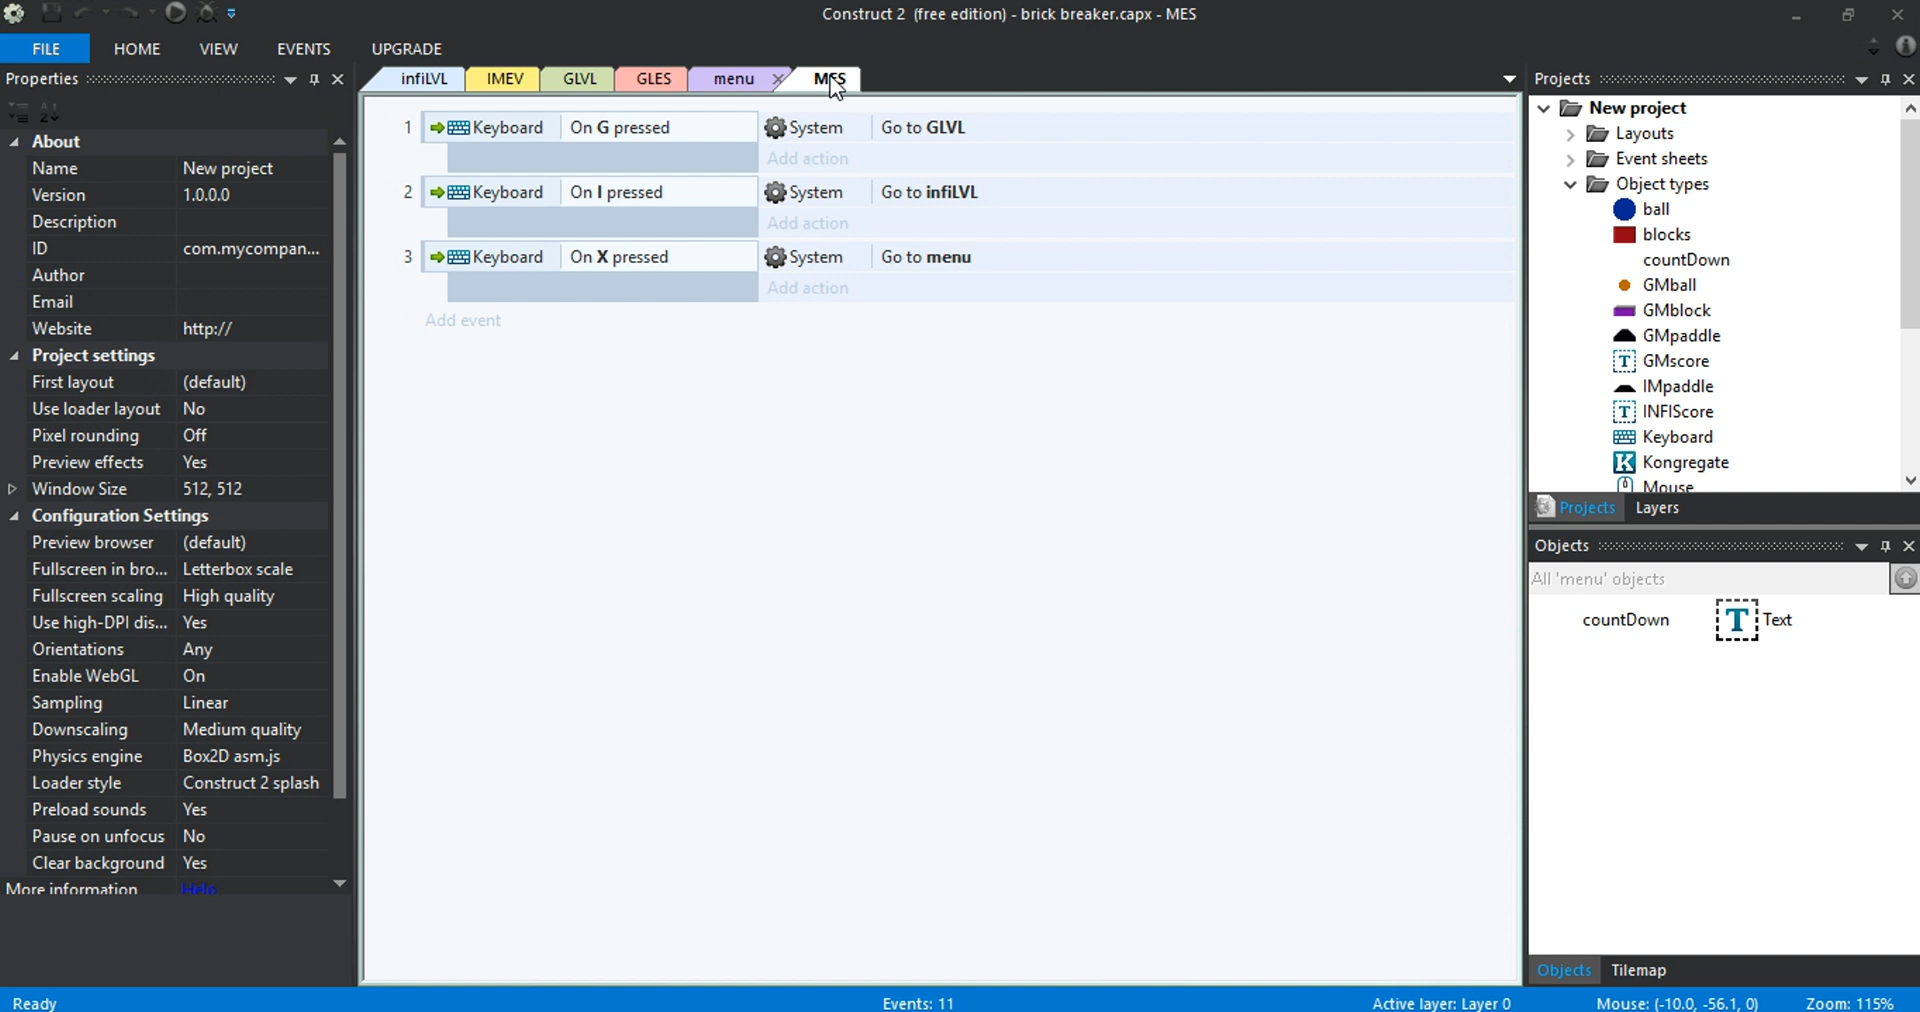 Construct 2 (free edition) - brick breaker.capx - MES
FILE HOME VIEW EVENTS UPGRADE
Properties
About
Name New project
Version 1.0.0.0
Description
ID com.mycompan...
Author
Email
Website http://
Project settings
First layout (default)
Use loader layout No
Pixel rounding Off
Preview effects Yes
Window Size 512, 512
Configuration Settings
Preview browser (default)
Fullscreen in bro... Letterbox scale
Fullscreen scaling High quality
Use high-DPI dis... Yes
Orientations Any
Enable WebGL On
Sampling Linear
Downscaling Medium quality
Physics engine Box2D asm.js
Loader style Construct 2 splash
Preload sounds Yes
Pause on unfocus No
Clear background Yes
More information Help
infiLVL IMEV GLVL GLES menu MES
1 Keyboard On G pressed System Go to GLVL
Add action
2 Keyboard On I pressed System Go to infiLVL
Add action
3 Keyboard On X pressed System Go to menu
Add action
Add event
Projects
New project
Layouts
Event sheets
Object types
ball
blocks
countDown
GMball
GMblock
GMpaddle
GMscore
IMpaddle
INFIScore
Keyboard
Kongregate
Mouse
Projects Layers
Objects
All 'menu' objects
countDown T Text
Objects Tilemap
Ready Events: 11 Active layer: Layer 0 Mouse: (-10.0, -56.1, 0) Zoom: 115%